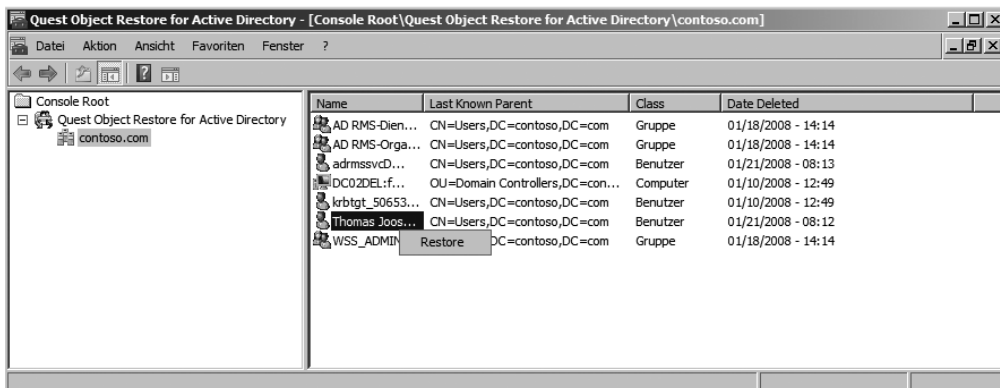 Quest Object Restore for Active Directory - [Console Root\Quest Object Restore for Active Directory\contoso.com]
Datei Aktion Ansicht Favoriten Fenster ?
Console Root
Quest Object Restore for Active Directory
contoso.com
Name Last Known Parent Class Date Deleted
AD RMS-Dien... CN=Users,DC=contoso,DC=com Gruppe 01/18/2008 - 14:14
AD RMS-Orga... CN=Users,DC=contoso,DC=com Gruppe 01/18/2008 - 14:14
adrmssvcD... CN=Users,DC=contoso,DC=com Benutzer 01/21/2008 - 08:13
DC02DEL:f... OU=Domain Controllers,DC=con... Computer 01/10/2008 - 12:49
krbtgt_50653... CN=Users,DC=contoso,DC=com Benutzer 01/10/2008 - 12:49
Thomas Joos... CN=Users,DC=contoso,DC=com Benutzer 01/21/2008 - 08:12
WSS_ADMIN Restore DC=contoso,DC=com Gruppe 01/18/2008 - 14:14